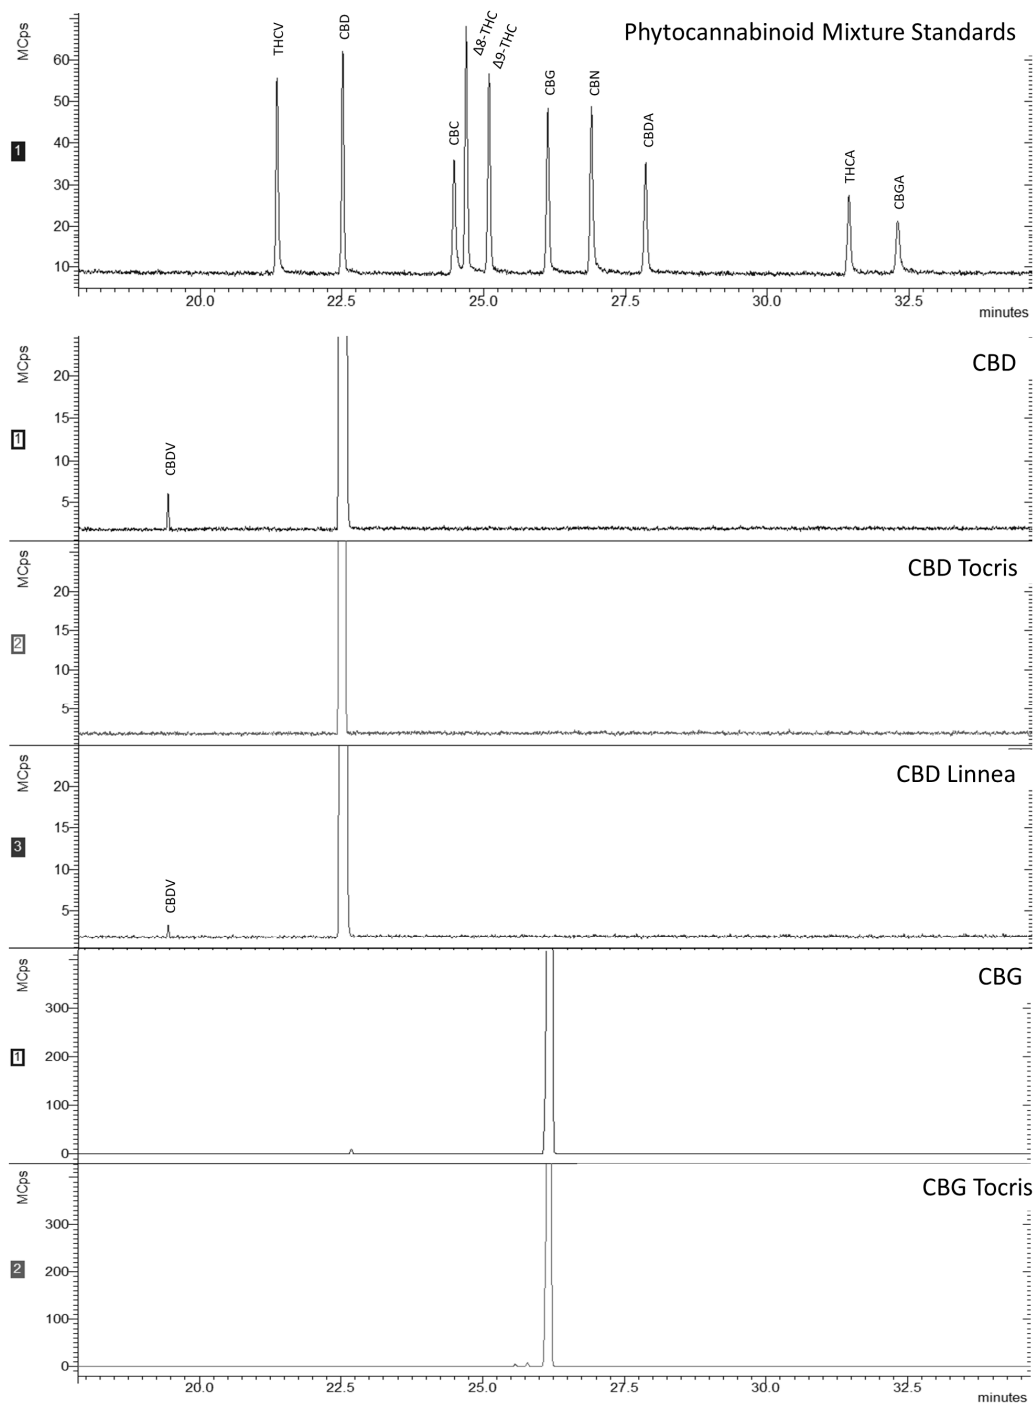 Phytocannabinoid Mixture Standards
MCps
60
50
40
30
20
10
1
THCV
CBD
CBC
Δ8-THC
Δ9-THC
CBG
CBN
CBDA
THCA
CBGA
20.0 22.5 25.0 27.5 30.0 32.5
minutes
CBD
MCps
20
15
10
5
1
CBDV
CBD Tocris
MCps
20
15
10
5
2
CBD Linnea
MCps
20
15
10
5
3
CBDV
CBG
MCps
300
200
100
0
1
CBG Tocris
MCps
300
200
100
0
2
20.0 22.5 25.0 27.5 30.0 32.5
minutes